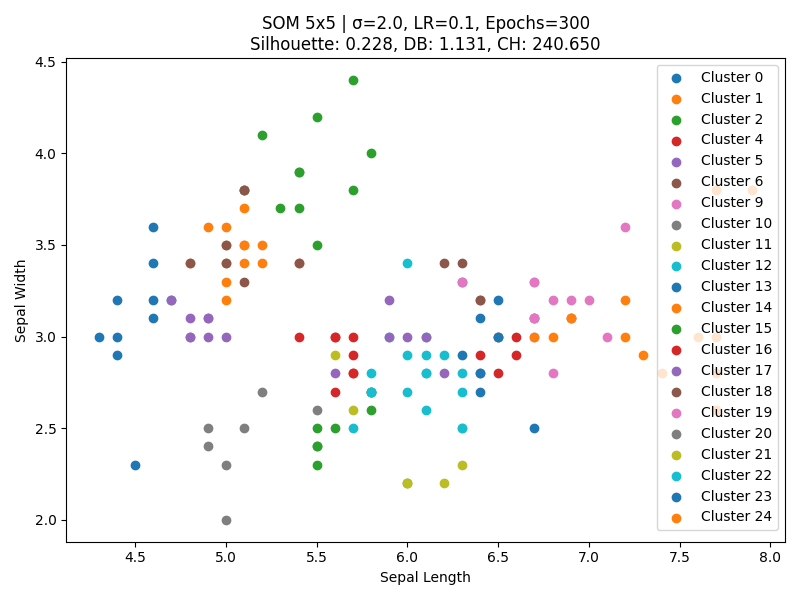 SOM 5x5 | σ=2.0, LR=0.1, Epochs=300
Silhouette: 0.228, DB: 1.131, CH: 240.650
Sepal Width
4.5
4.0
3.5
3.0
2.5
2.0
Cluster 0
Cluster 1
Cluster 2
Cluster 4
Cluster 5
Cluster 6
Cluster 9
Cluster 10
Cluster 11
Cluster 12
Cluster 13
Cluster 14
Cluster 15
Cluster 16
Cluster 17
Cluster 18
Cluster 19
Cluster 20
Cluster 21
Cluster 22
Cluster 23
Cluster 24
4.5 5.0 5.5 6.0 6.5 7.0 7.5 8.0
Sepal Length